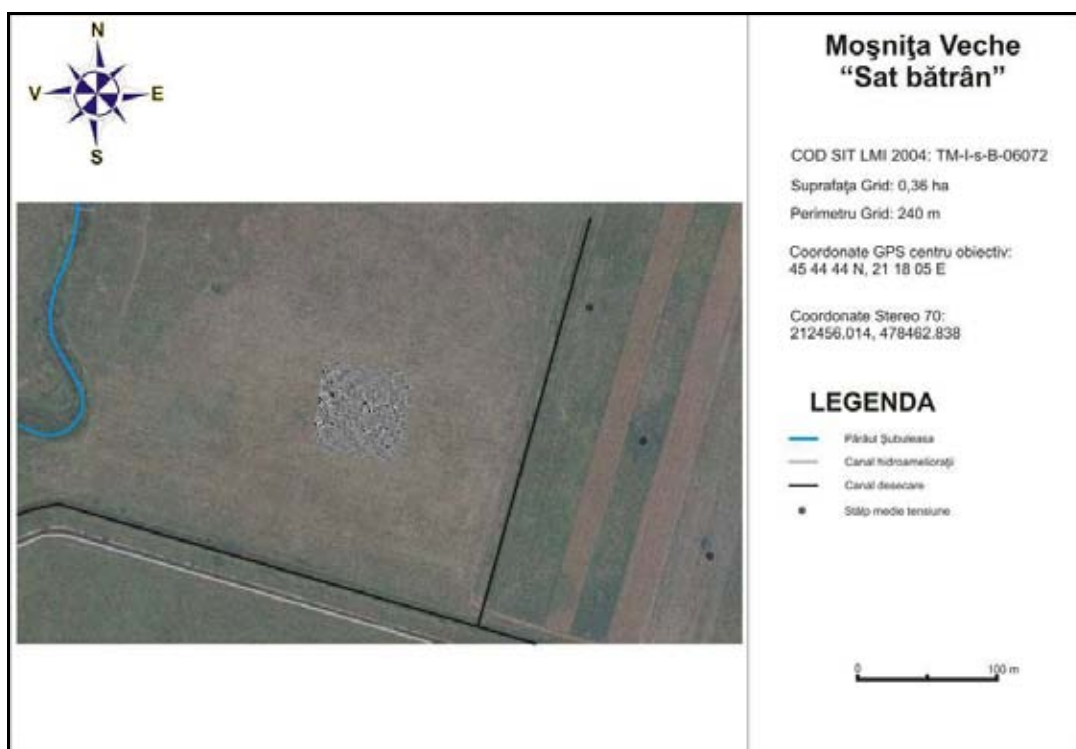 N
V E
S
Moşniţa Veche
“Sat bătrân”
COD SIT LMI 2004: TM-I-s-B-06072
Suprafaţa Grid: 0,36 ha
Perimetru Grid: 240 m
Coordonate GPS centru obiectiv:
45 44 44 N, 21 18 05 E
Coordonate Stereo 70:
212456.014, 478462.838
LEGENDA
Pârâul Şubuleasa
Canal hidroamelioraţii
Canal desecare
Stâlp medie tensiune
0 100 m